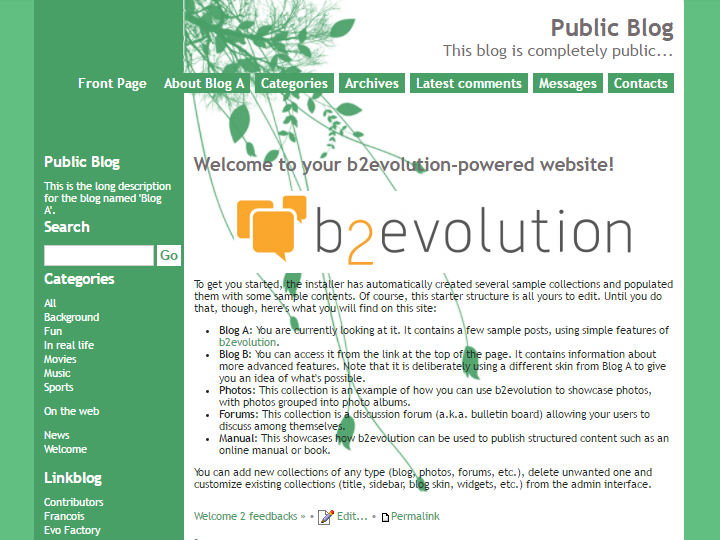 Public Blog
This blog is completely public...
Front Page About Blog A Categories Archives Latest comments Messages Contacts
Public Blog
This is the long description
for the blog named 'Blog
A'.
Search
Go
Categories
All
Background
Fun
In real life
Movies
Music
Sports
On the web
News
Welcome
Linkblog
Contributors
Francois
Evo Factory
Welcome to your b2evolution-powered website!
b2evolution
To get you started, the installer has automatically created several sample collections and populated
them with some sample contents. Of course, this starter structure is all yours to edit. Until you do
that, though, here's what you will find on this site:
• Blog A: You are currently looking at it. It contains a few sample posts, using simple features of
b2evolution.
• Blog B: You can access it from the link at the top of the page. It contains information about
more advanced features. Note that it is deliberately using a different skin from Blog A to give
you an idea of what's possible.
• Photos: This collection is an example of how you can use b2evolution to showcase photos,
with photos grouped into photo albums.
• Forums: This collection is a discussion forum (a.k.a. bulletin board) allowing your users to
discuss among themselves.
• Manual: This showcases how b2evolution can be used to publish structured content such as an
online manual or book.
You can add new collections of any type (blog, photos, forums, etc.), delete unwanted one and
customize existing collections (title, sidebar, blog skin, widgets, etc.) from the admin interface.
Welcome 2 feedbacks » • Edit... • Permalink